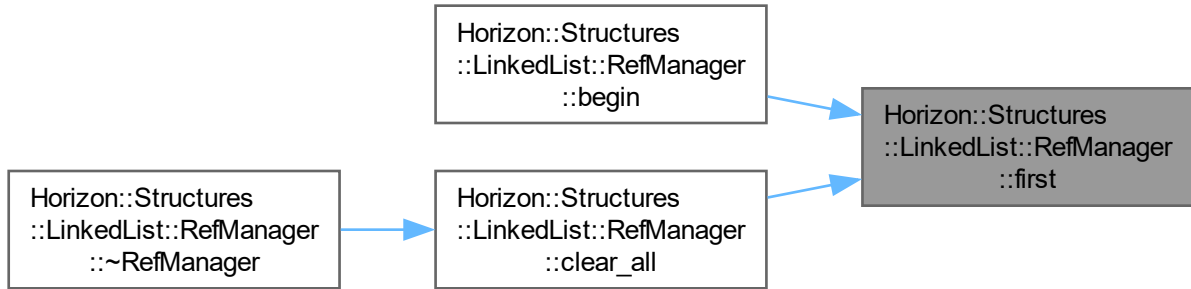 Horizon::Structures
::LinkedList::RefManager
::begin
Horizon::Structures
::LinkedList::RefManager
::first
Horizon::Structures
::LinkedList::RefManager
::~RefManager
Horizon::Structures
::LinkedList::RefManager
::clear_all